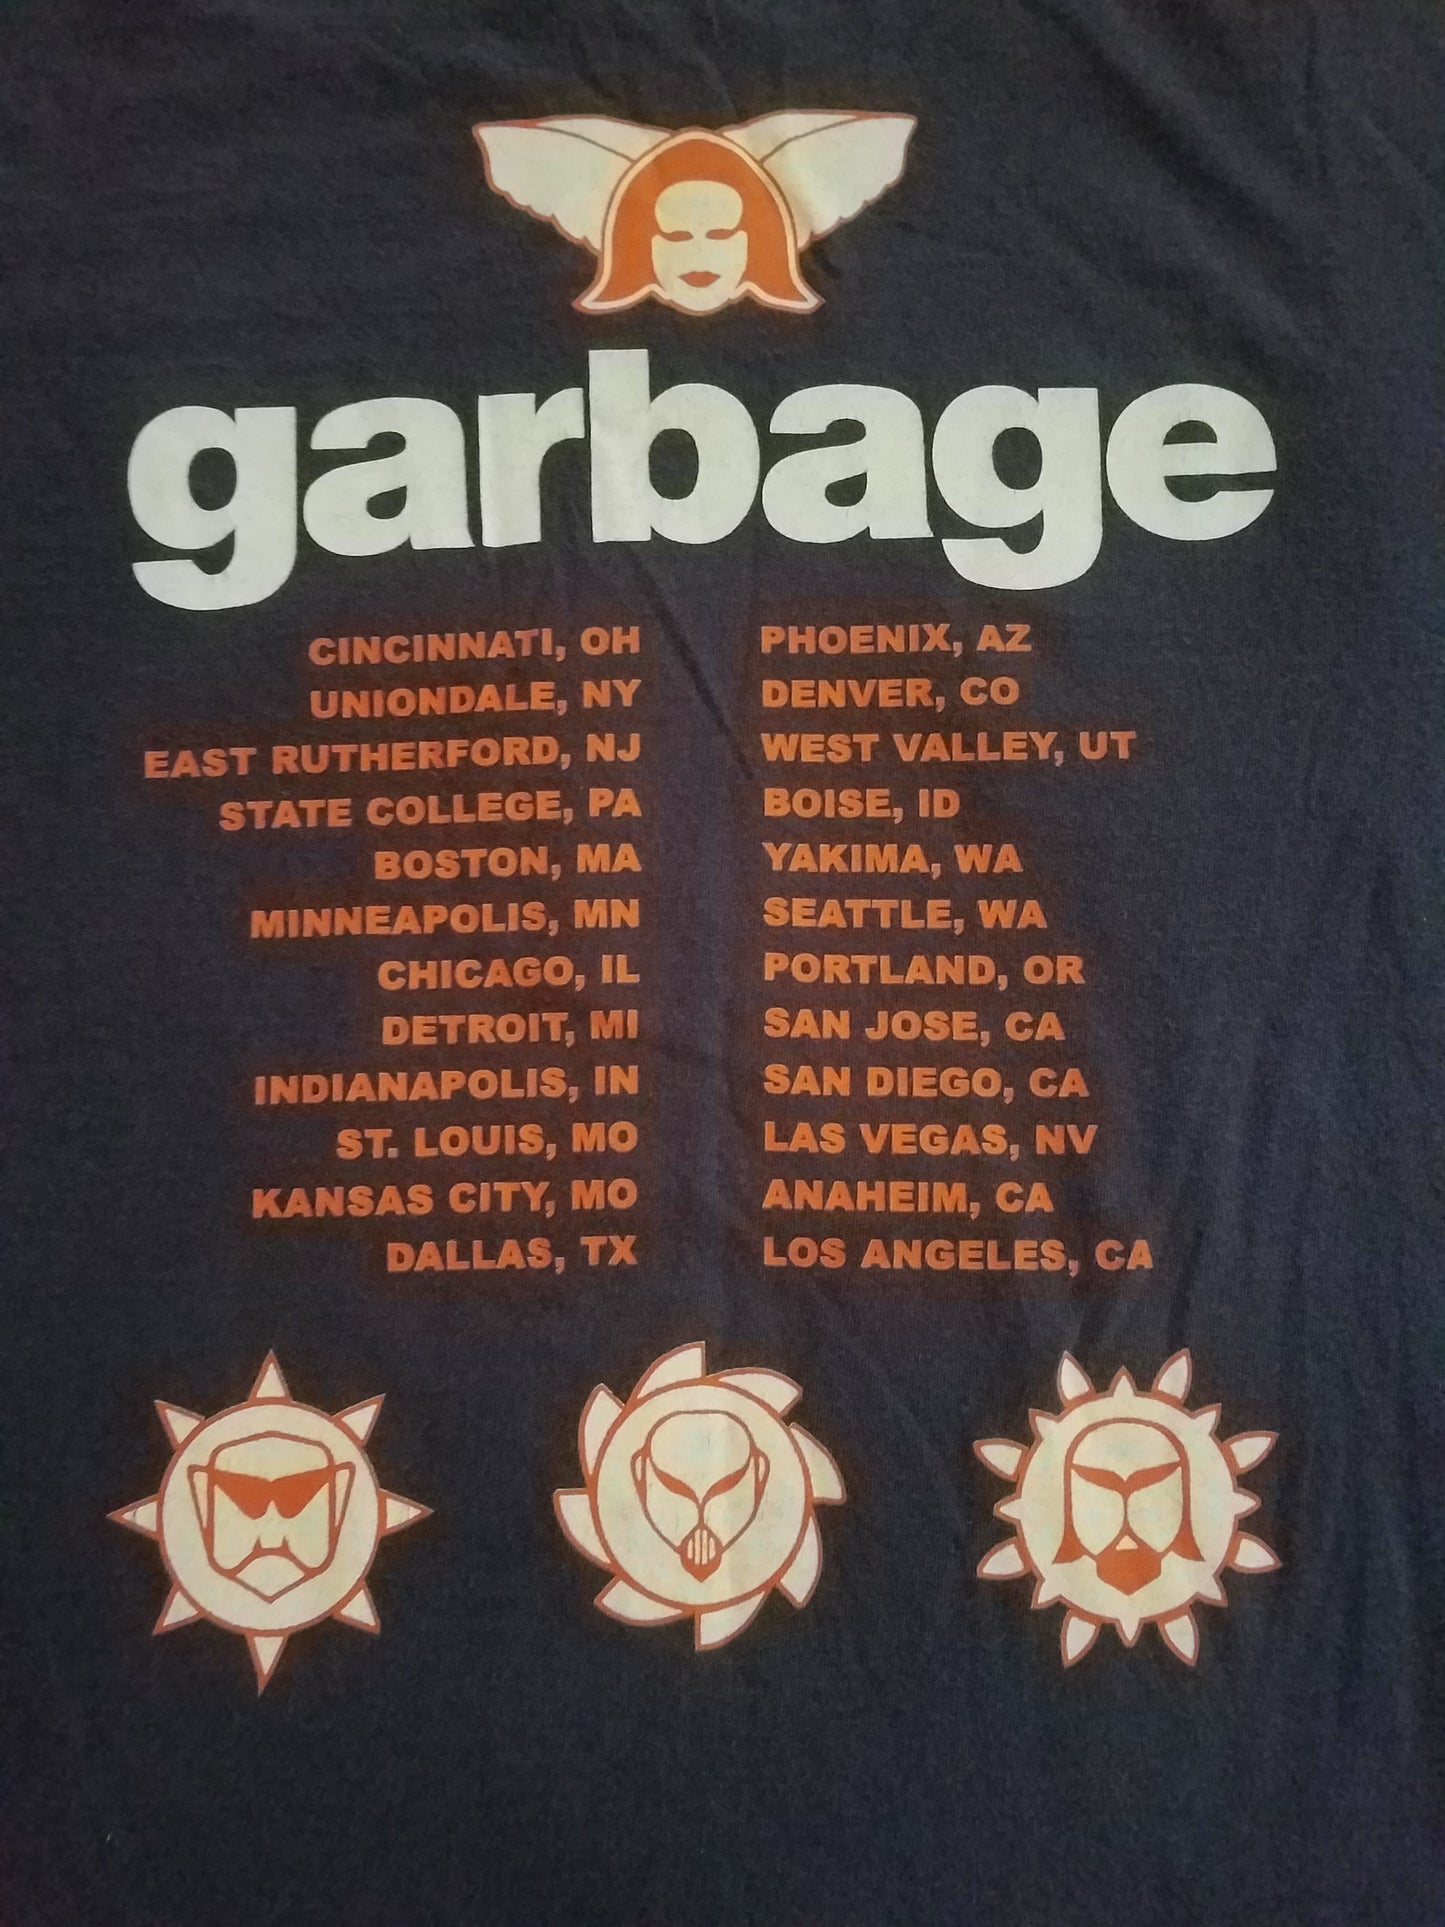 garbage
CINCINNATI, OH
UNIONDALE, NY
EAST RUTHERFORD, NJ
STATE COLLEGE, PA
BOSTON, MA
MINNEAPOLIS, MN
CHICAGO, IL
DETROIT, MI
INDIANAPOLIS, IN
ST. LOUIS, MO
KANSAS CITY, MO
DALLAS, TX
PHOENIX, AZ
DENVER, CO
WEST VALLEY, UT
BOISE, ID
YAKIMA, WA
SEATTLE, WA
PORTLAND, OR
SAN JOSE, CA
SAN DIEGO, CA
LAS VEGAS, NV
ANAHEIM, CA
LOS ANGELES, CA